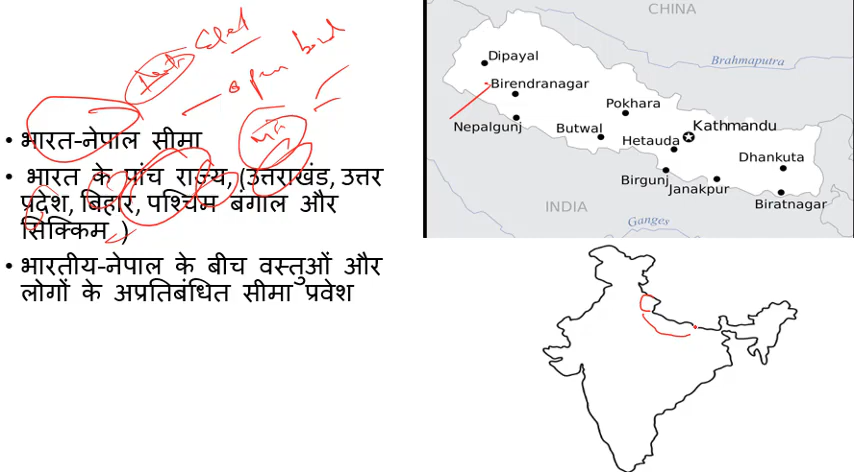 open
• भारत-नेपाल सीमा
• भारत के पांच राज्य, (उत्तराखंड, उत्तर
प्रदेश, बिहार, पश्चिम बंगाल और
सिक्किम )
• भारतीय-नेपाल के बीच वस्तुओं और
लोगों के अप्रतिबंधित सीमा प्रवेश
CHINA
Brahmaputra
Dipayal
Birendranagar
Pokhara
Nepalgunj
Butwal
Kathmandu
Hetauda
Dhankuta
Birgunj
Janakpur
Biratnagar
INDIA
Ganges